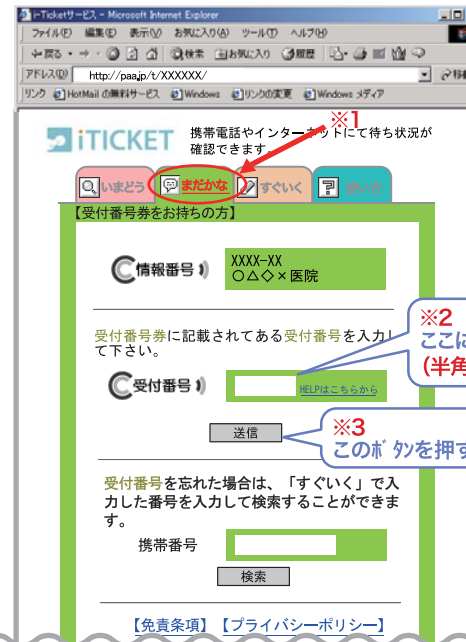 i-Ticketサービス - Microsoft Internet Explorer
ファイル(F) 編集(E) 表示(V) お気に入り(A) ツール(T) ヘルプ(H)
戻る 検索 お気に入り 履歴
アドレス(D) http://paa.jp/t/XXXXXX/ 移動
リンク HotMail の無料サービス Windows リンクの変更 Windows メディア
※1
iTICKET
携帯電話やインターネットにて待ち状況が
確認できます。
いまどう まだかな すぐいく 使い方
【受付番号券をお持ちの方】
情報番号
XXXX-XX
○△◇×医院
受付番号券に記載されてある受付番号を入力し
て下さい。
※2
ここに
(半角
受付番号
HELPはこちらから
送信
※3
このボタンを押す
受付番号を忘れた場合は、「すぐいく」で入
力した番号を入力して検索することができま
す。
携帯番号
検索
【免責条項】【プライバシーポリシー】